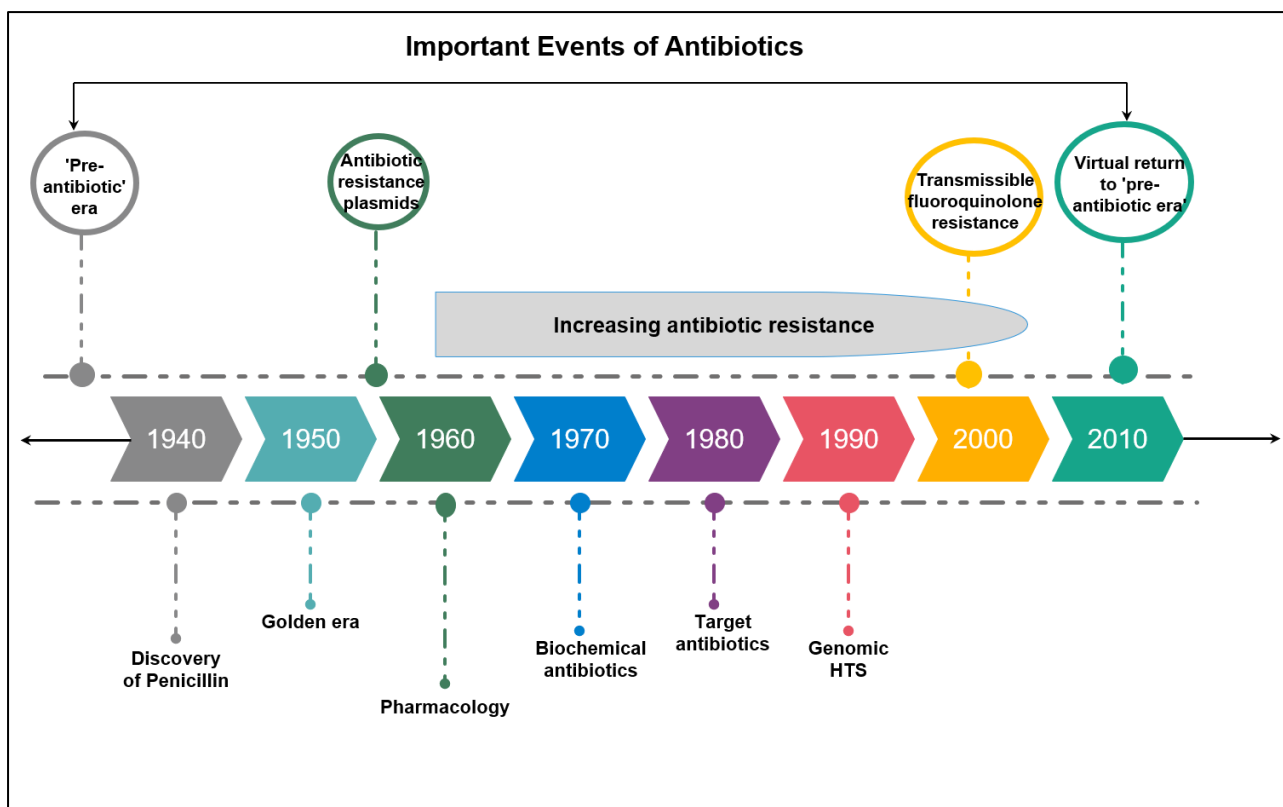 Important Events of Antibiotics
'Pre-
antibiotic'
era
Antibiotic
resistance
plasmids
Transmissible
fluoroquinolone
resistance
Virtual return
to 'pre-
antibiotic era'
Increasing antibiotic resistance
1940
1950
1960
1970
1980
1990
2000
2010
Discovery
of Penicillin
Golden era
Pharmacology
Biochemical
antibiotics
Target
antibiotics
Genomic
HTS